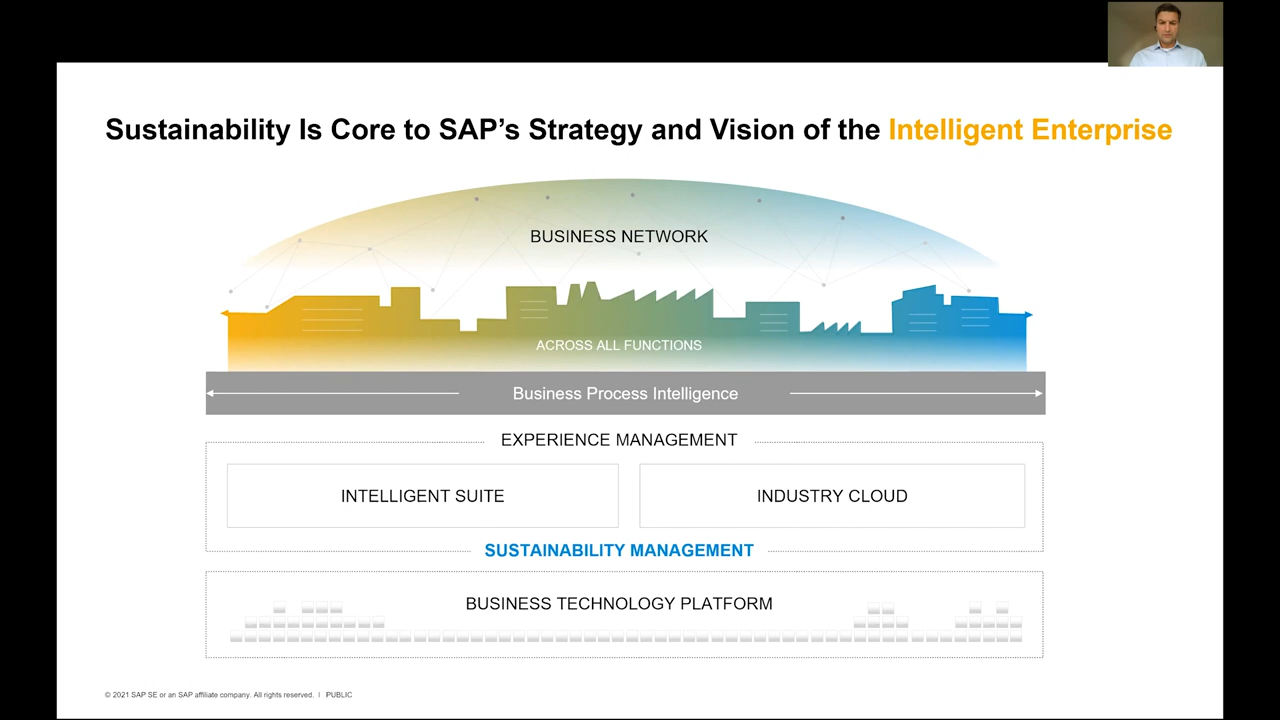 Sustainability Is Core to SAP’s Strategy and Vision of the Intelligent Enterprise
BUSINESS NETWORK
ACROSS ALL FUNCTIONS
Business Process Intelligence
EXPERIENCE MANAGEMENT
INTELLIGENT SUITE
INDUSTRY CLOUD
SUSTAINABILITY MANAGEMENT
BUSINESS TECHNOLOGY PLATFORM
© 2021 SAP SE or an SAP affiliate company. All rights reserved. I PUBLIC